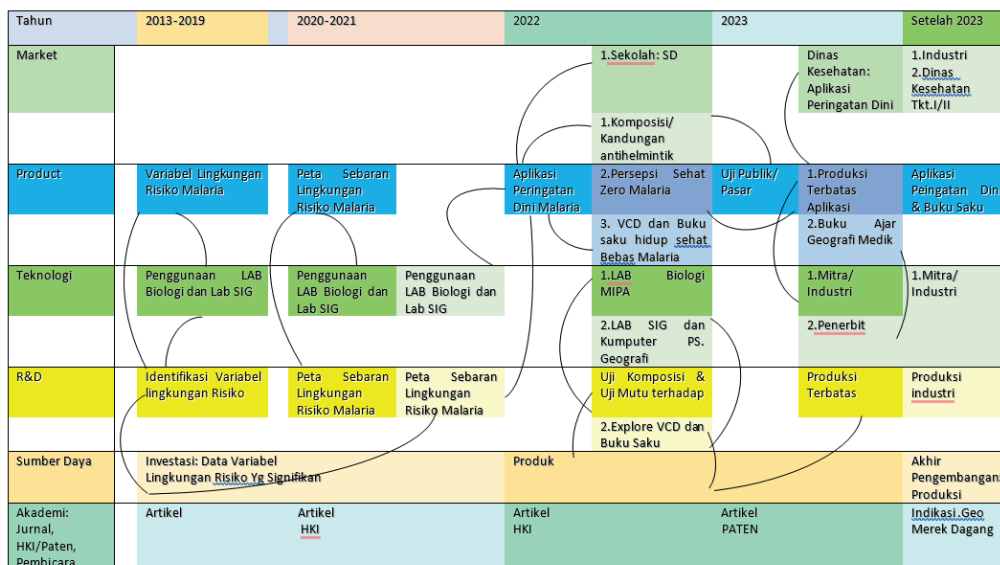 Tahun
2013-2019
2020-2021
2022
2023
Setelah 2023
Market
1.Sekolah: SD
1.Komposisi/
Kandungan
antihelmintik
Dinas
Kesehatan:
Aplikasi
Peringatan Dini
1.Industri
2.Dinas
Kesehatan
Tkt.I/II
Product
Variabel Lingkungan
Risiko Malaria
Peta Sebaran
Lingkungan
Risiko Malaria
Aplikasi
Peringatan
Dini Malaria
2.Persepsi Sehat
Zero Malaria
3. VCD dan Buku
saku hidup sehat
Bebas Malaria
Uji Publik/
Pasar
1.Produksi
Terbatas
Aplikasi
2.Buku Ajar
Geografi Medik
Aplikasi
Peingatan Din
& Buku Saku
Teknologi
Penggunaan LAB
Biologi dan Lab SIG
Penggunaan
LAB Biologi dan
Lab SIG
Penggunaan
LAB Biologi dan
Lab SIG
1.LAB Biologi
MIPA
2.LAB SIG dan
Kumputer PS.
Geografi
1.Mitra/
Industri
2.Penerbit
1.Mitra/
Industri
R&D
Identifikasi Variabel
lingkungan Risiko
Peta Sebaran
Lingkungan
Risiko Malaria
Peta Sebaran
Lingkungan
Risiko Malaria
Uji Komposisi &
Uji Mutu terhadap
2.Explore VCD dan
Buku Saku
Produksi
Terbatas
Produksi
industri
Sumber Daya
Investasi: Data Variabel
Lingkungan Risiko Yg Signifikan
Produk
Akhir
Pengembangan:
Produksi
Akademi:
Jurnal,
HKI/Paten,
Pembicara
Artikel
Artikel
HKI
Artikel
HKI
Artikel
PATEN
Indikasi.Geo
Merek Dagang